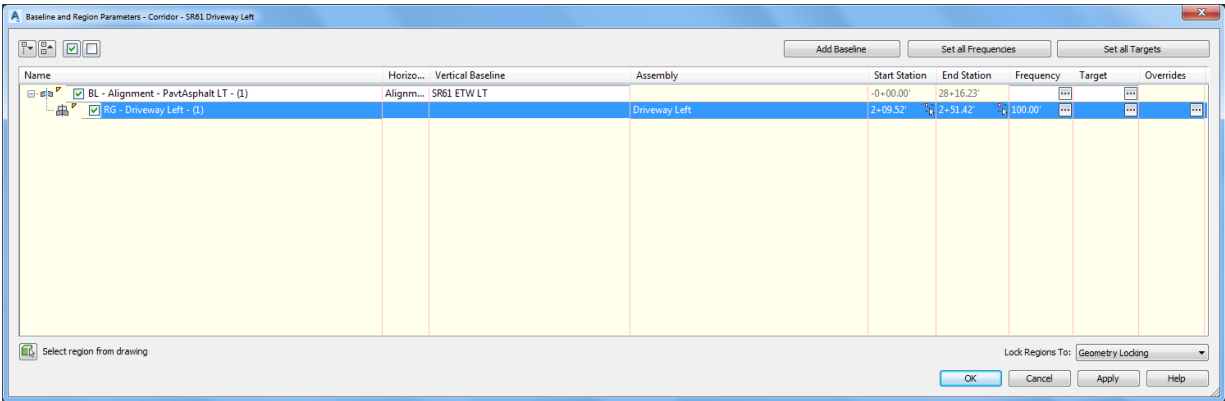 Baseline and Region Parameters - Corridor - SR61 Driveway Left
Add Baseline Set all Frequencies Set all Targets
Name Horizo... Vertical Baseline Assembly Start Station End Station Frequency Target Overrides
BL - Alignment - PavtAsphalt LT - (1) Alignm... SR61 ETW LT -0+00.00' 28+16.23' ... ...
RG - Driveway Left - (1) Driveway Left 2+09.52' 2+51.42' 100.00' ... ... ...
Select region from drawing Lock Regions To: Geometry Locking
OK Cancel Apply Help